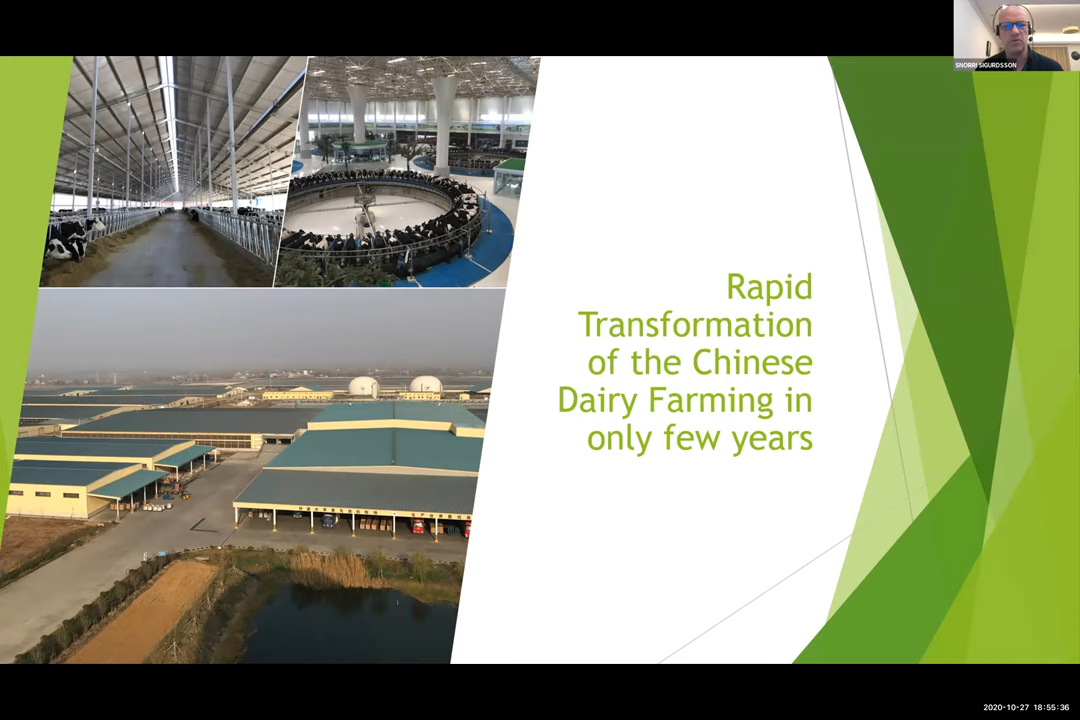 SNORRI SIGURDSSON
Rapid
Transformation
of the Chinese
Dairy Farming in
only few years
2020-10-27 18:55:36